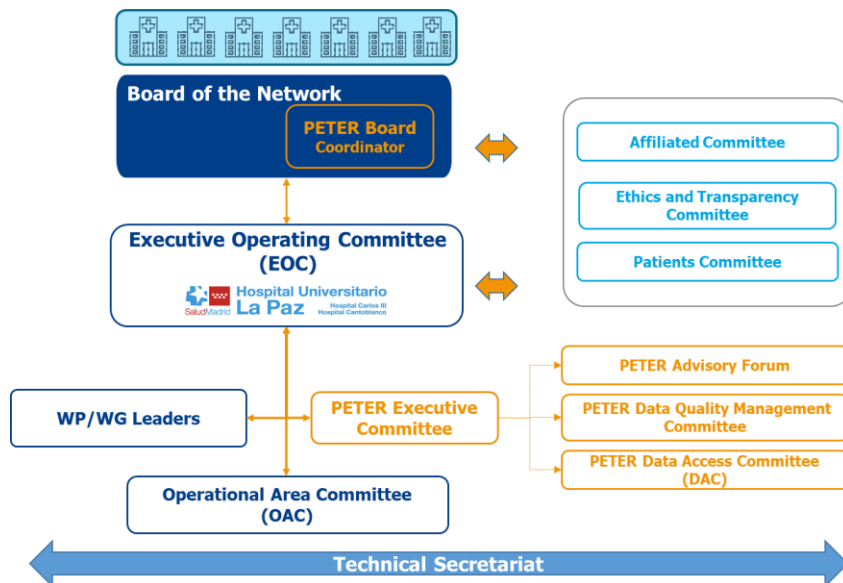 Board of the Network
PETER Board
Coordinator
Affiliated Committee
Ethics and Transparency
Committee
Patients Committee
Executive Operating Committee
(EOC)
SaludMadrid
Hospital Universitario
La Paz
Hospital Carlos III
Hospital Cantoblanco
WP/WG Leaders
PETER Executive
Committee
PETER Advisory Forum
PETER Data Quality Management
Committee
PETER Data Access Committee
(DAC)
Operational Area Committee
(OAC)
Technical Secretariat